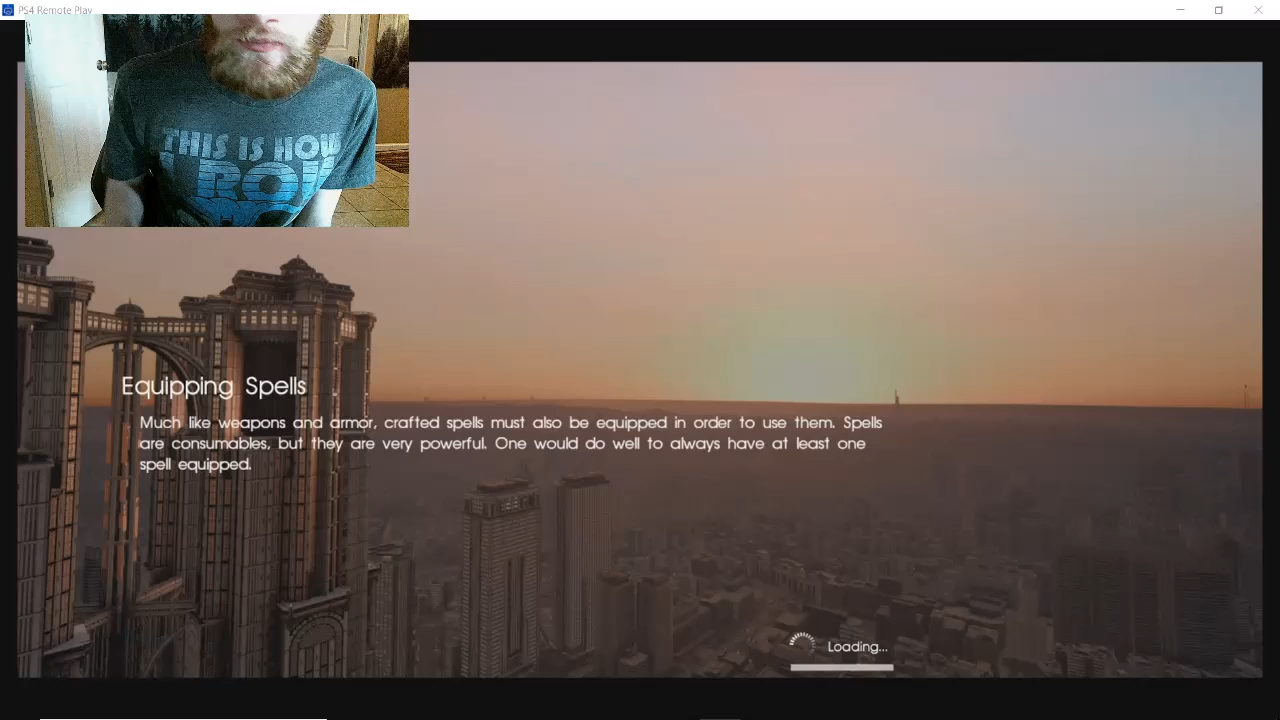 PS4 Remote Play
THIS IS HOW
I ROL
Equipping Spells
Much like weapons and armor, crafted spells must also be equipped in order to use them. Spells
are consumables, but they are very powerful. One would do well to always have at least one
spell equipped.
Loading...